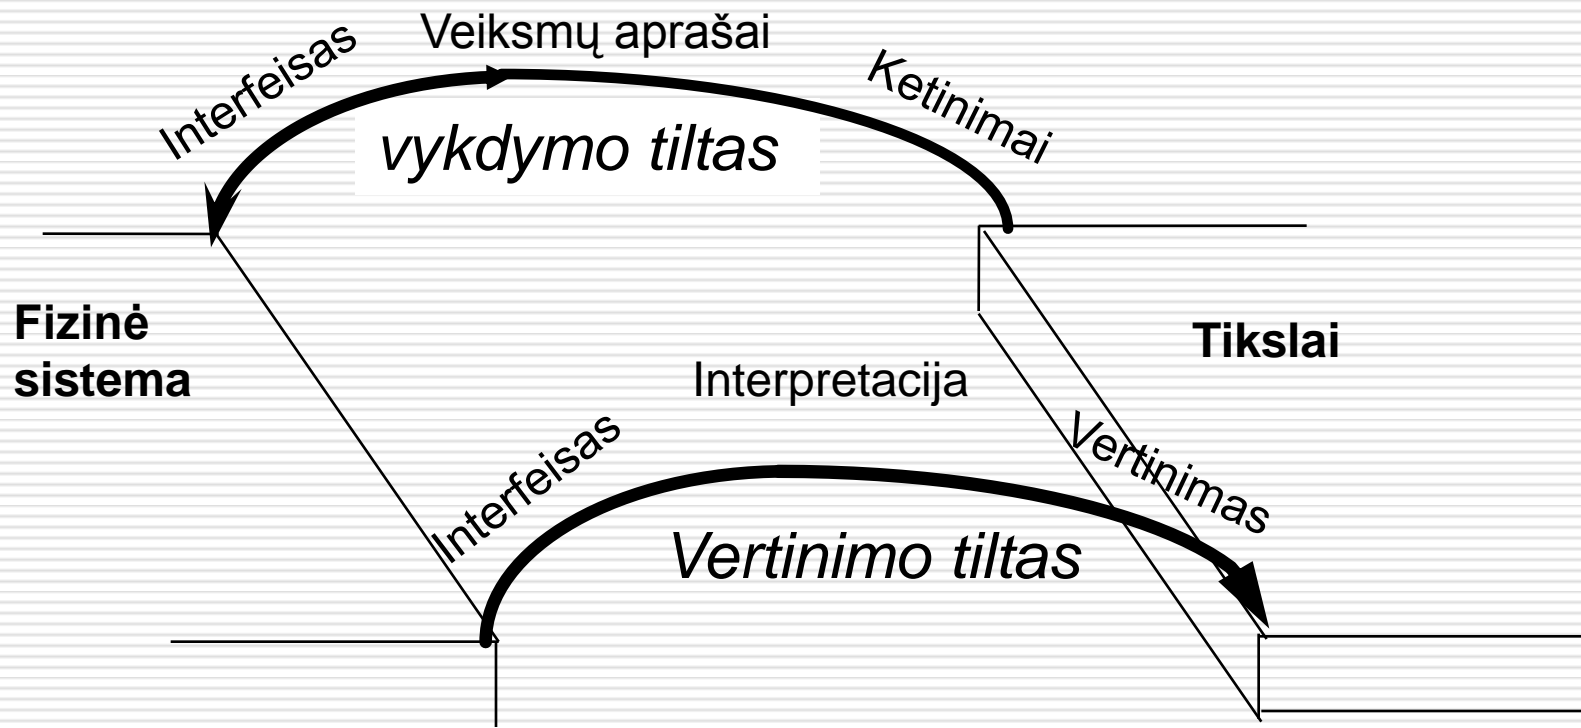 Interfeisas
Veiksmų aprašai
Ketinimai
vykdymo tiltas
Fizinė
sistema
Tikslai
Interpretacija
Interfeisas
Vertinimas
Vertinimo tiltas